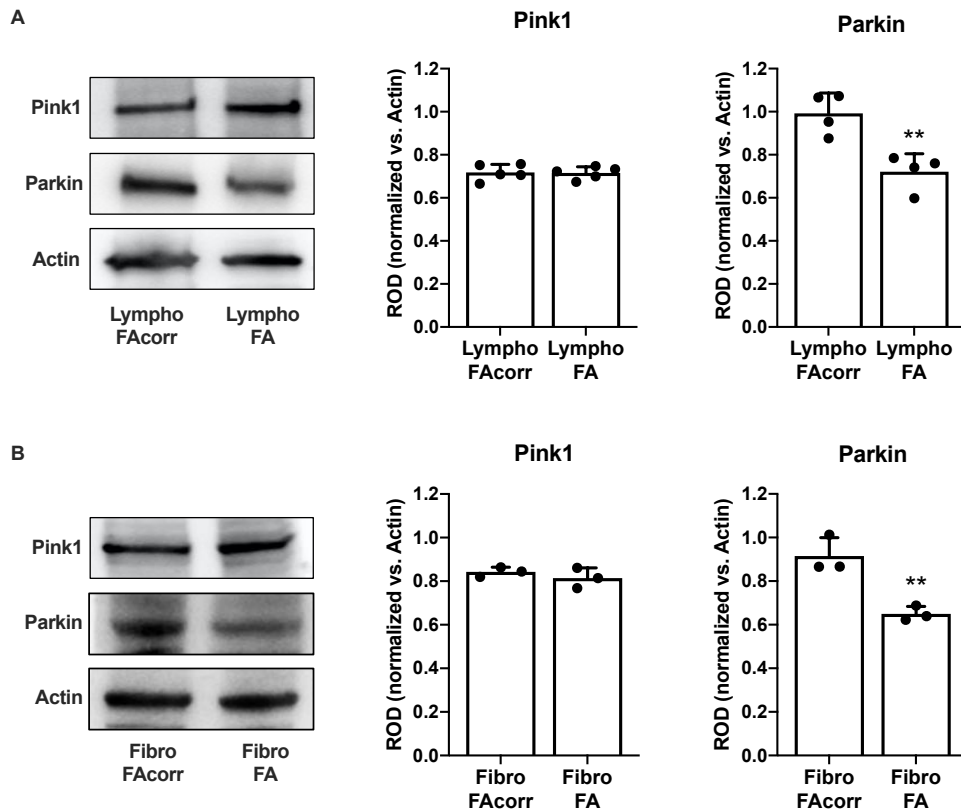 A
Pink1
Parkin
Actin
Lympho
FAcorr
Lympho
FA
Pink1
ROD (normalized vs. Actin)
1.2
1.0
0.8
0.6
0.4
0.2
0.0
Lympho
FAcorr
Lympho
FA
Parkin
ROD (normalized vs. Actin)
1.2
1.0
0.8
0.6
0.4
0.2
0.0
**
Lympho
FAcorr
Lympho
FA
B
Pink1
Parkin
Actin
Fibro
FAcorr
Fibro
FA
Pink1
ROD (normalized vs. Actin)
1.2
1.0
0.8
0.6
0.4
0.2
0.0
Fibro
FAcorr
Fibro
FA
Parkin
ROD (normalized vs. Actin)
1.2
1.0
0.8
0.6
0.4
0.2
0.0
**
Fibro
FAcorr
Fibro
FA